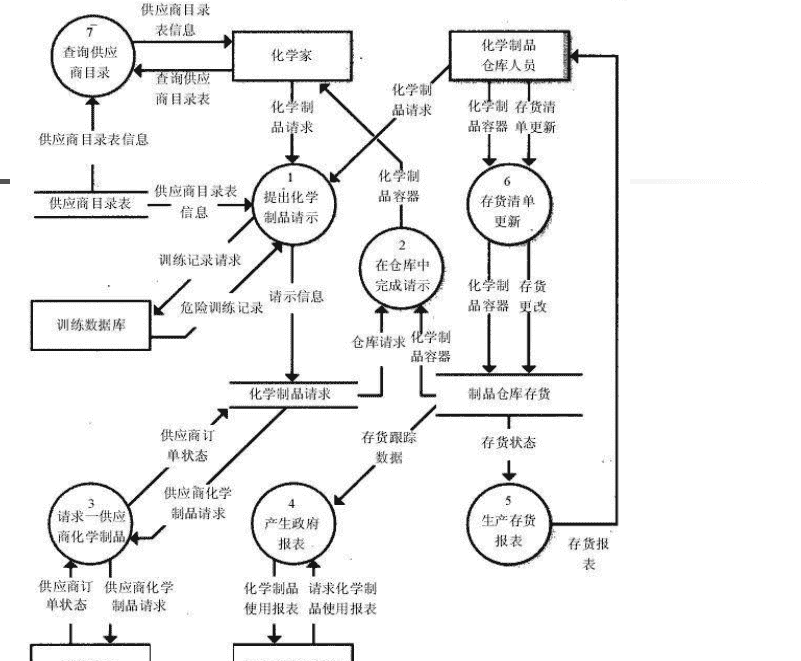 供应商目录
表信息
7
查询供应
商目录
化学家
化学制品
仓库人员
查询供应
商目录表
化学制
品请求
化学制
品请求
化学制
品容器
存货清
单更新
供应商目录表信息
1
提出化学
制品请示
化学制
品容器
6
存货清单
更新
供应商目录表
供应商目录表
信息
2
在仓库中
完成请示
训练记录请求
危险训练记录
请示信息
化学制
品容器
存货
更改
训练数据库
仓库请求
化学制
品容器
化学制品请求
制品仓库存货
供应商订
单状态
存货跟踪
数据
存货状态
供应商化学
制品请求
3
请求一供应
商化学制品
4
产生政府
报表
5
生产存货
报表
存货报
表
供应商订
单状态
供应商化学
制品请求
化学制品
使用报表
请求化学制
品使用报表